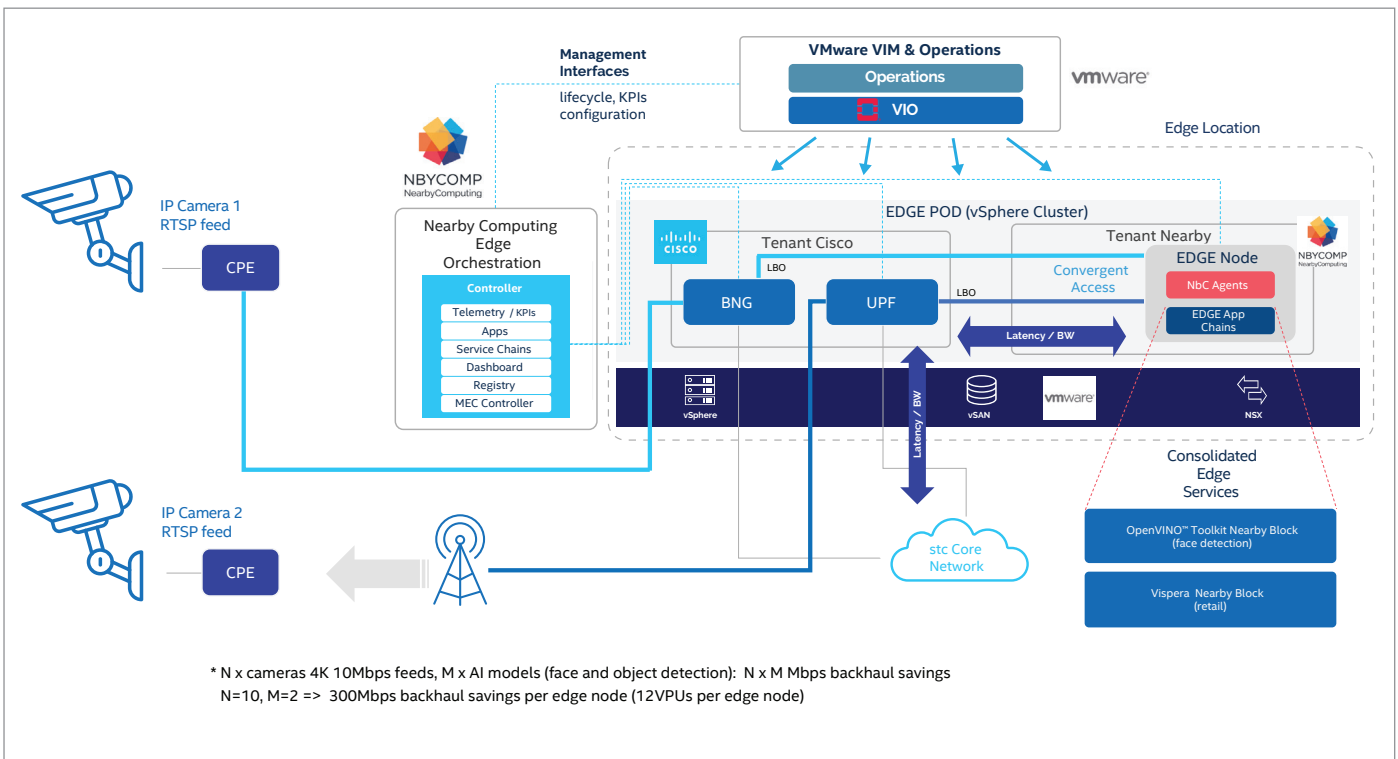 VMware VIM & Operations
Operations
VIO
vmware®
Management
Interfaces
lifecycle, KPIs
configuration
Edge Location
NBYCOMP
NearbyComputing
IP Camera 1
RTSP feed
CPE
Nearby Computing
Edge
Orchestration
Controller
Telemetry / KPIs
Apps
Service Chains
Dashboard
Registry
MEC Controller
EDGE POD (vSphere Cluster)
CISCO
Tenant Cisco
Tenant Nearby
NBYCOMP
NearbyComputing
EDGE Node
NbC Agents
EDGE App
Chains
LBO
Convergent
Access
BNG
UPF
LBO
Latency / BW
Latency / BW
vSphere
vSAN
vmware®
NSX
Consolidated
Edge
Services
OpenVINO™ Toolkit Nearby Block
(face detection)
Vispera Nearby Block
(retail)
IP Camera 2
RTSP feed
CPE
stc Core
Network
* N x cameras 4K 10Mbps feeds, M x AI models (face and object detection): N x M Mbps backhaul savings
N=10, M=2 => 300Mbps backhaul savings per edge node (12VPUs per edge node)